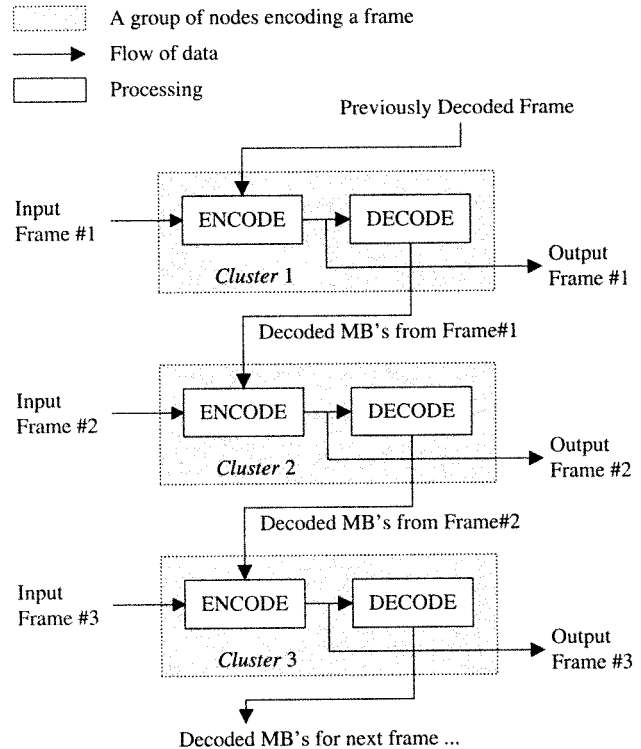 A group of nodes encoding a frame
Flow of data
Processing
Previously Decoded Frame
Input
Frame #1
ENCODE
DECODE
Cluster 1
Output
Frame #1
Decoded MB's from Frame#1
Input
Frame #2
ENCODE
DECODE
Cluster 2
Output
Frame #2
Decoded MB's from Frame#2
Input
Frame #3
ENCODE
DECODE
Cluster 3
Output
Frame #3
Decoded MB's for next frame ...